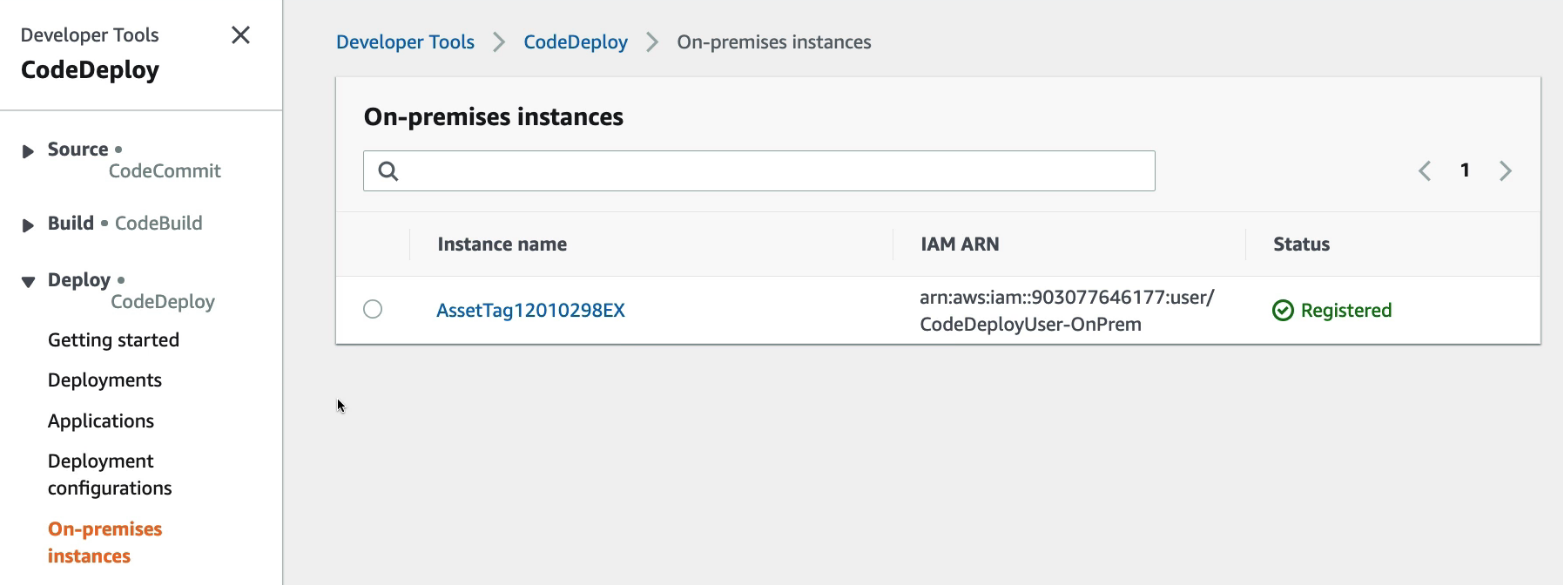 Developer Tools
CodeDeploy
Source •
CodeCommit
Build • CodeBuild
Deploy •
CodeDeploy
Getting started
Deployments
Applications
Deployment
configurations
On-premises
instances
Developer Tools > CodeDeploy > On-premises instances
On-premises instances
1
Instance name IAM ARN Status
AssetTag12010298EX arn:aws:iam::903077646177:user/ Registered
CodeDeployUser-OnPrem